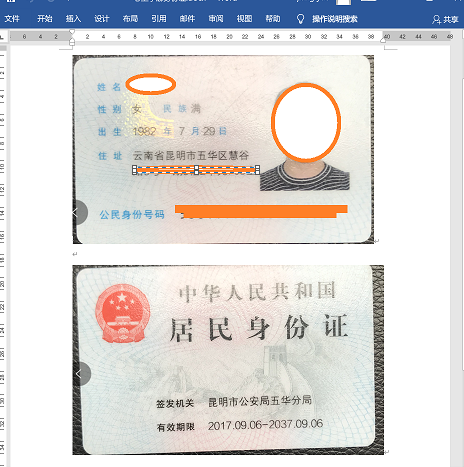 文件 开始 插入 设计 布局 引用 邮件 审阅 视图 帮助 操作说明搜索 共享
6 4 2 2 4 6 8 10 12 14 16 18 20 22 24 26 28 30 32 34 36 38 40 42 44 46 48
姓名
性别 女 民族 满
出生 1982 年 7 月 29 日
住址 云南省昆明市五华区慧谷
公民身份号码
中华人民共和国
居民身份证
签发机关 昆明市公安局五华分局
有效期限 2017.09.06-2037.09.06